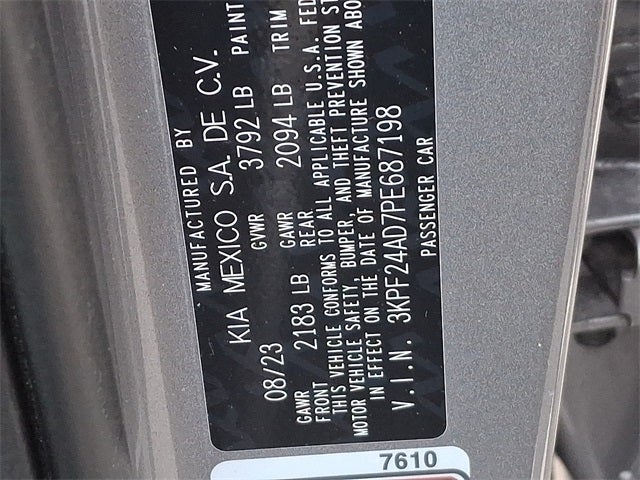 MANUFACTURED BY
KIA MEXICO S.A. DE C.V.
08/23 GVWR 3792 LB PAINT
GAWR FRONT 2183 LB GAWR REAR 2094 LB TRIM
THIS VEHICLE CONFORMS TO ALL APPLICABLE U.S.A. FED
MOTOR VEHICLE SAFETY, BUMPER, AND THEFT PREVENTION ST
IN EFFECT ON THE DATE OF MANUFACTURE SHOWN ABO
V.I.N. 3KPF24AD7PE687198
PASSENGER CAR
7610